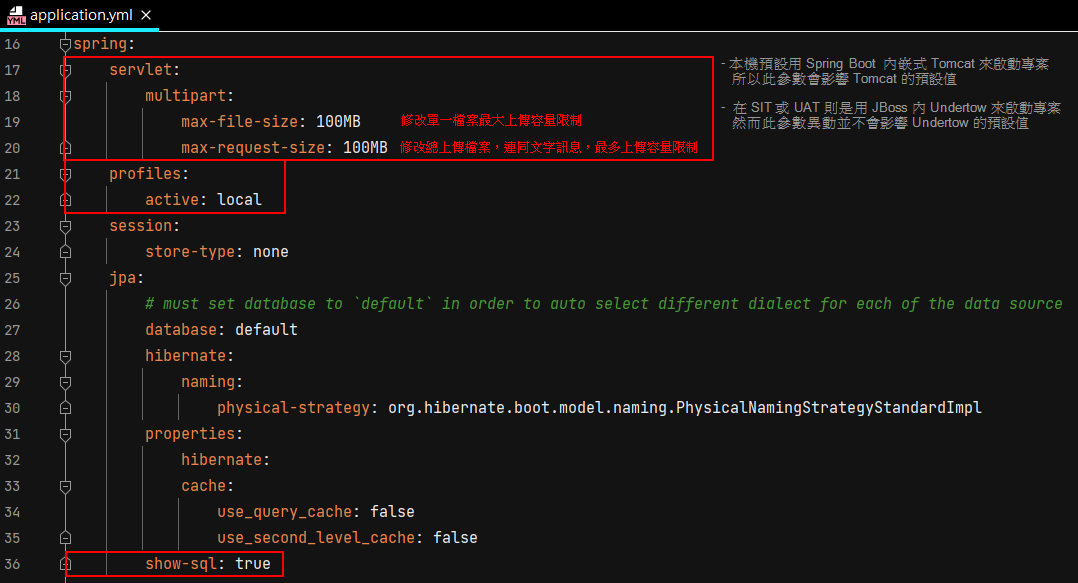 YML application.yml ×
16 spring:
- 本機預設用 Spring Boot 內嵌式 Tomcat 來啟動專案
17 servlet:
所以此參數會影響 Tomcat 的預設值
18 multipart:
- 在 SIT 或 UAT 則是用 JBoss 內 Undertow 來啟動專案
19 max-file-size: 100MB 修改單一檔案最大上傳容量限制
然而此參數異動並不會影響 Undertow 的預設值
20 max-request-size: 100MB 修改總上傳檔案，連同文字訊息，最多上傳容量限制
21 profiles:
22 active: local
23 session:
24 store-type: none
25 jpa:
26 # must set database to `default` in order to auto select different dialect for each of the data source
27 database: default
28 hibernate:
29 naming:
30 physical-strategy: org.hibernate.boot.model.naming.PhysicalNamingStrategyStandardImpl
31 properties:
32 hibernate:
33 cache:
34 use_query_cache: false
35 use_second_level_cache: false
36 show-sql: true